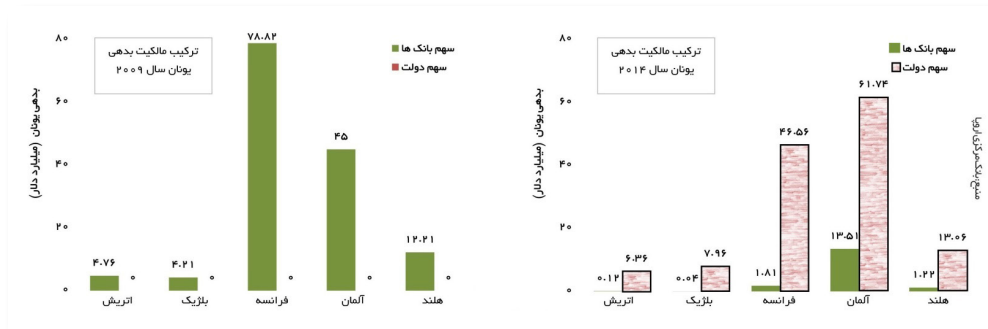 ترکیب مالکیت بدهی
یونان سال ۲۰۰۹
سهم بانک ها
سهم دولت
بدهی یونان (میلیارد دلار)
۸۰
۶۰
۴۰
۲۰
۰
۴.۷۶
۰
۴.۲۱
۰
۷۸.۸۲
۰
۴۵
۰
۱۲.۲۱
۰
اتریش
بلژیک
فرانسه
آلمان
هلند
ترکیب مالکیت بدهی
یونان سال ۲۰۱۴
سهم بانک ها
سهم دولت
بدهی یونان (میلیارد دلار)
۸۰
۶۰
۴۰
۲۰
۰
۰.۱۲
۶.۳۶
۰.۰۴
۷.۹۶
۱.۸۱
۴۶.۵۶
۱۳.۵۱
۶۱.۷۴
۱.۲۲
۱۳.۰۶
اتریش
بلژیک
فرانسه
آلمان
هلند
منبع:بانک‌مرکزی‌اروپا